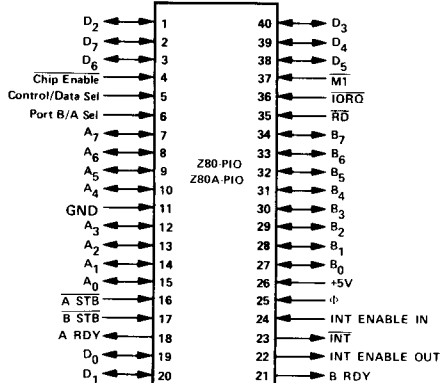 D2 1 40 D3
D7 2 39 D4
D6 3 38 D5
Chip Enable 4 37 M1
Control/Data Sel 5 36 IORQ
Port B/A Sel 6 35 RD
A7 7 34 B7
A6 8 33 B6
A5 9 Z80-PIO 32 B5
A4 10 Z80A-PIO 31 B4
GND 11 30 B3
A3 12 29 B2
A2 13 28 B1
A1 14 27 B0
A0 15 26 +5V
A STB 16 25 Φ
B STB 17 24 INT ENABLE IN
A RDY 18 23 INT
D0 19 22 INT ENABLE OUT
D1 20 21 B RDY